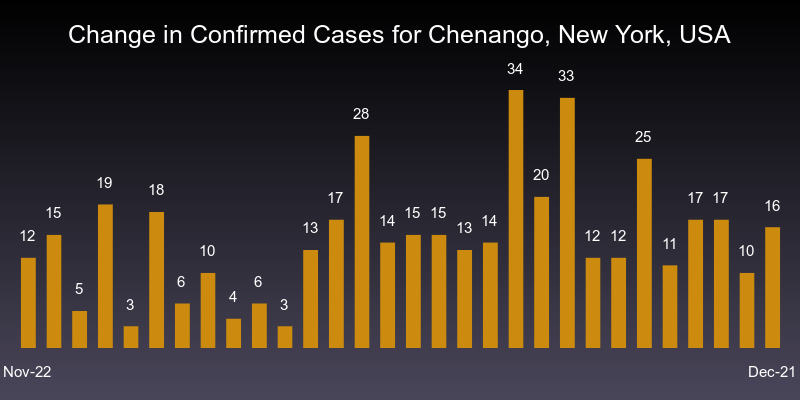 Change in Confirmed Cases for Chenango, New York, USA
12 15 5 19 3 18 6 10 4 6 3 13 17 28 14 15 15 13 14 34 20 33 12 12 25 11 17 17 10 16
Nov-22 Dec-21